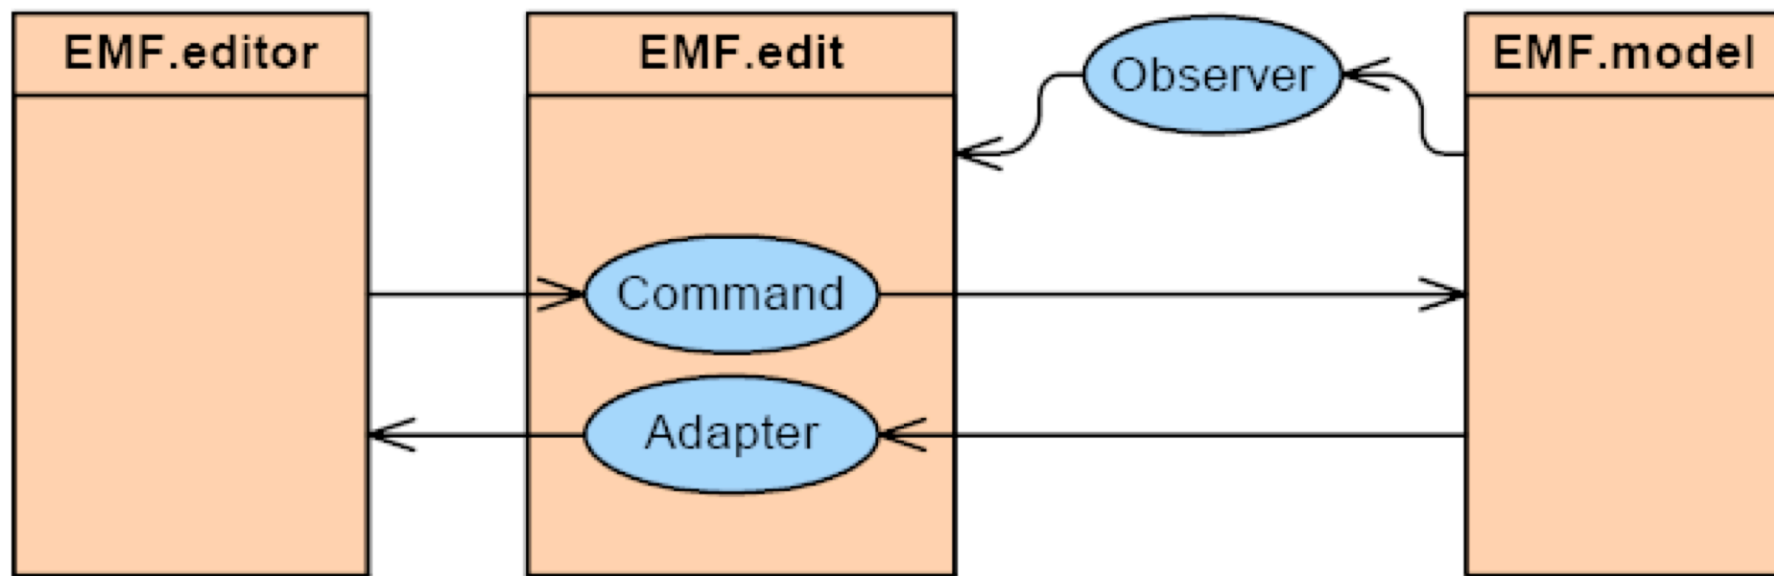 EMF.editor
EMF.edit
Observer
EMF.model
Command
Adapter